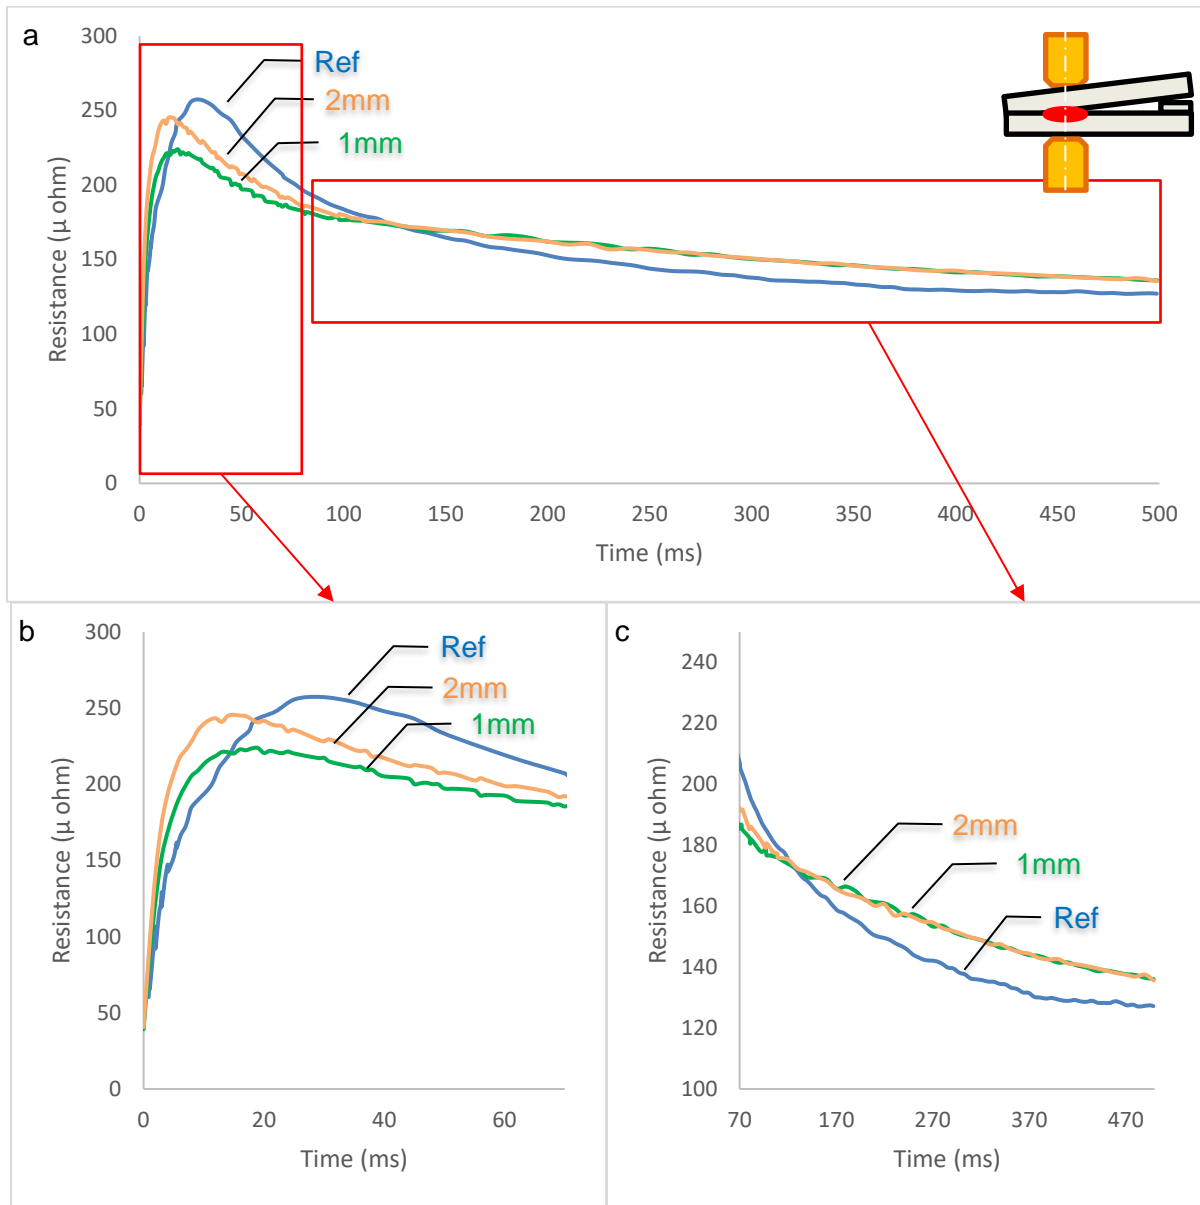 a
300
250
200
150
100
50
0
Resistance (µ ohm)
Ref
2mm
1mm
0 50 100 150 200 250 300 350 400 450 500
Time (ms)
b
300
250
200
150
100
50
0
Resistance (µ ohm)
Ref
2mm
1mm
0 20 40 60
Time (ms)
c
240
220
200
180
160
140
120
100
Resistance (µ ohm)
2mm
1mm
Ref
70 170 270 370 470
Time (ms)